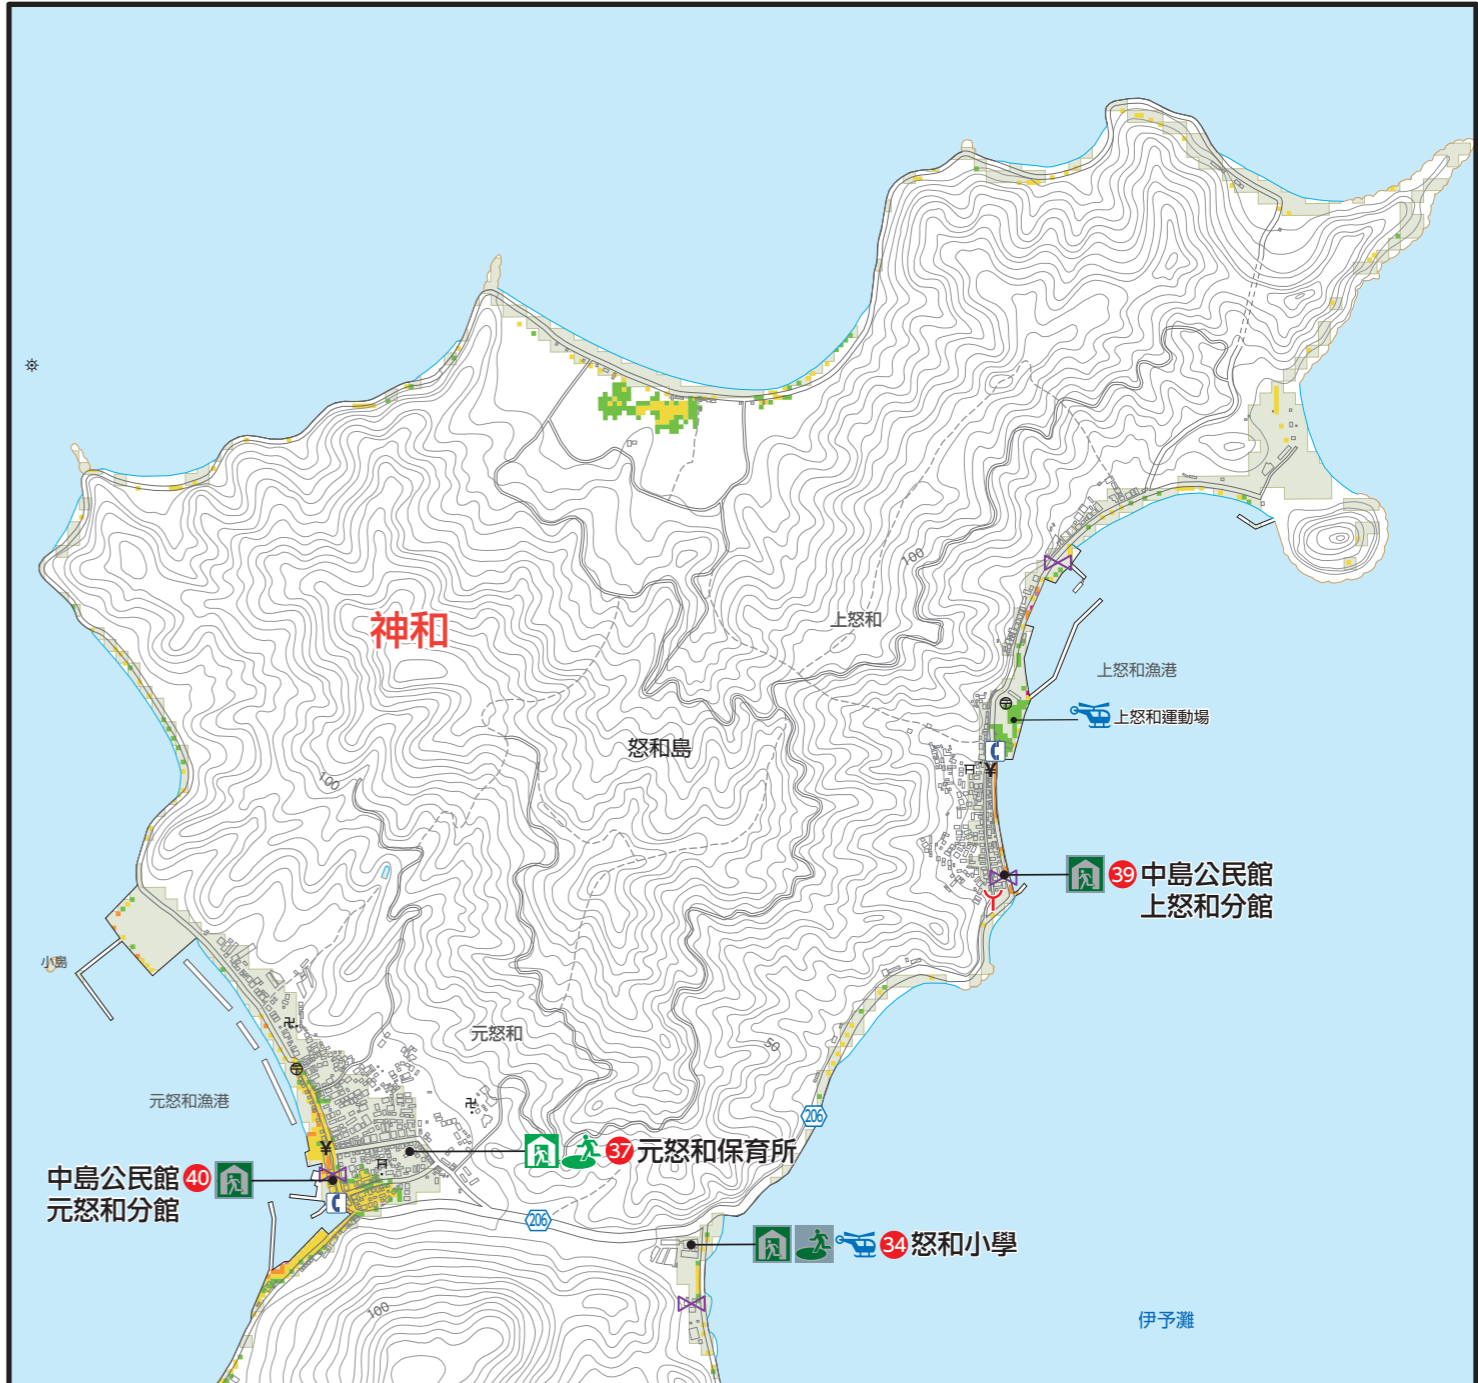 100
上怒和
神和
上怒和漁港
上怒和運動場
怒和島
100
39 中島公民館
上怒和分館
小島
元怒和
50
元怒和漁港
206
37 元怒和保育所
中島公民館 40
元怒和分館
206
34 怒和小學
100
伊予灘